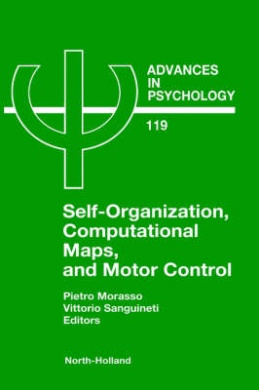 ADVANCES
IN
PSYCHOLOGY
119
Self-Organization,
Computational
Maps,
and Motor Control
Pietro Morasso
Vittorio Sanguineti
Editors
North-Holland